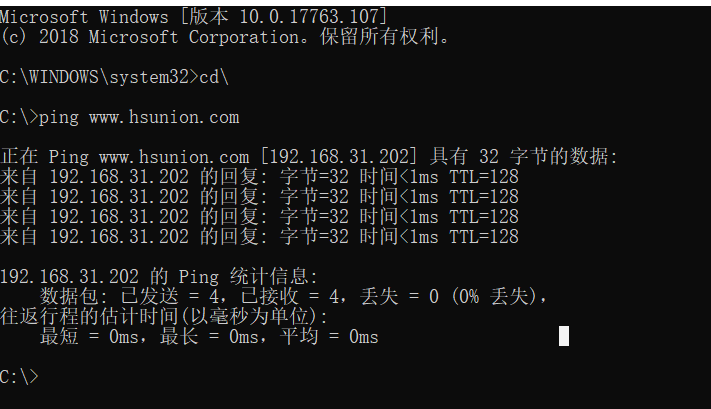 Microsoft Windows [版本 10.0.17763.107]
(c) 2018 Microsoft Corporation。保留所有权利。
C:\WINDOWS\system32>cd\
C:\>ping www.hsunion.com
正在 Ping www.hsunion.com [192.168.31.202] 具有 32 字节的数据:
来自 192.168.31.202 的回复: 字节=32 时间<1ms TTL=128
来自 192.168.31.202 的回复: 字节=32 时间<1ms TTL=128
来自 192.168.31.202 的回复: 字节=32 时间<1ms TTL=128
来自 192.168.31.202 的回复: 字节=32 时间<1ms TTL=128
192.168.31.202 的 Ping 统计信息:
数据包: 已发送 = 4，已接收 = 4，丢失 = 0 (0% 丢失)，
往返行程的估计时间(以毫秒为单位):
最短 = 0ms，最长 = 0ms，平均 = 0ms
C:\>